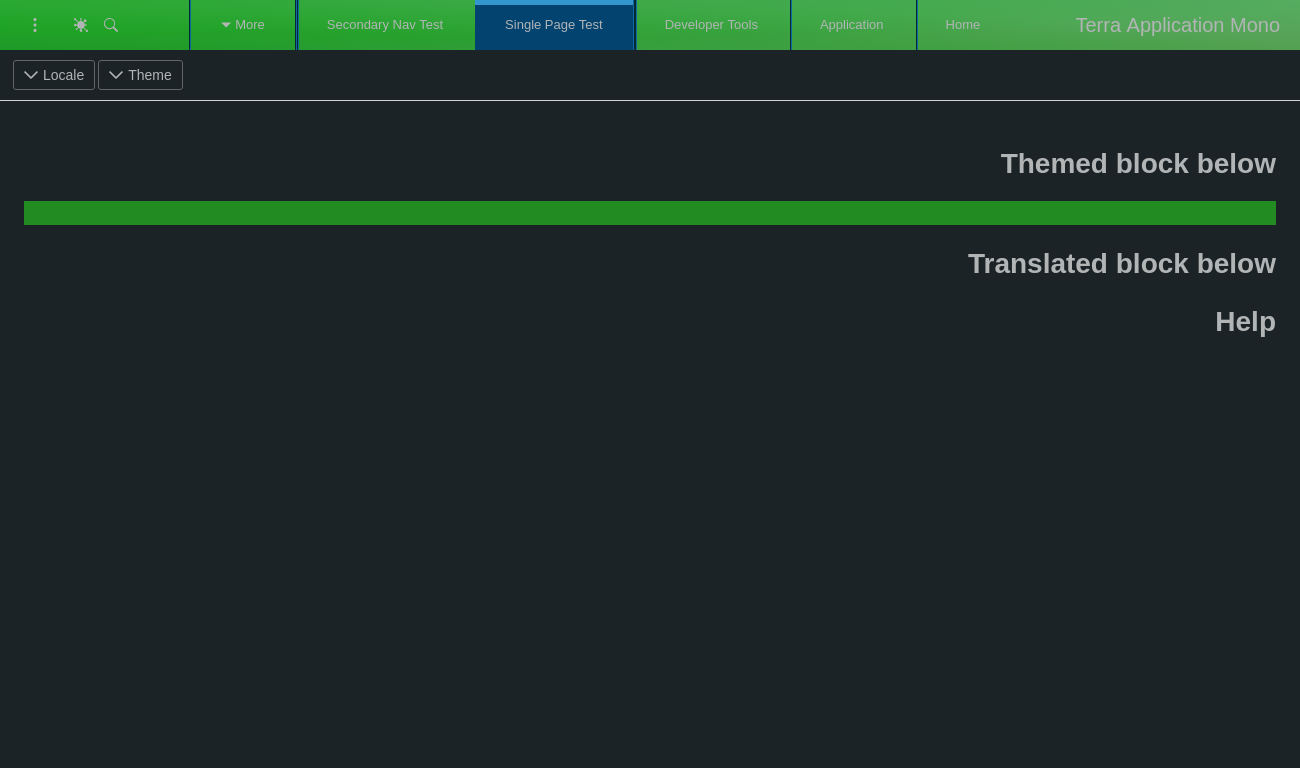 More
Secondary Nav Test
Single Page Test
Developer Tools
Application
Home
Terra Application Mono
Locale
Theme
Themed block below
Translated block below
Help